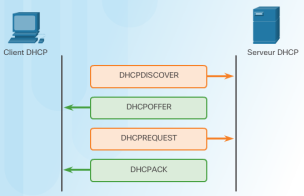 Client DHCP
Serveur DHCP
DHCPDISCOVER
DHCPOFFER
DHCPREQUEST
DHCPACK